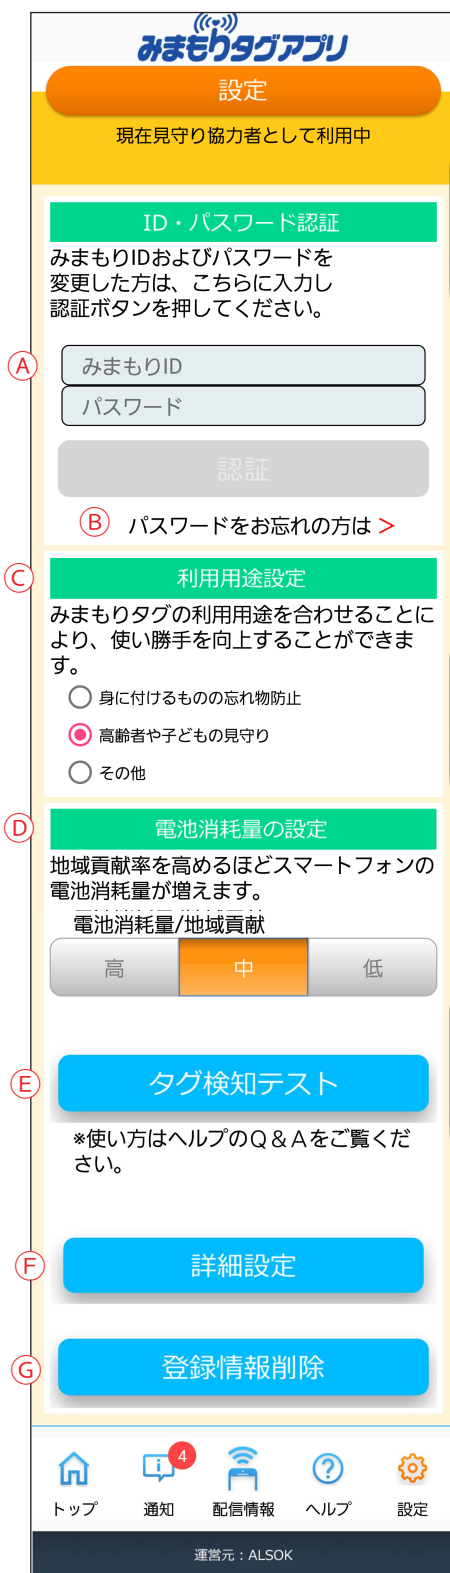 みまもりタグアプリ
設定
現在見守り協力者として利用中
ID・パスワード認証
みまもりIDおよびパスワードを
変更した方は、こちらに入力し
認証ボタンを押してください。
A
みまもりID
パスワード
認証
B パスワードをお忘れの方は >
C 利用用途設定
みまもりタグの利用用途を合わせることに
より、使い勝手を向上することができま
す。
身に付けるものの忘れ物防止
高齢者や子どもの見守り
その他
D 電池消耗量の設定
地域貢献率を高めるほどスマートフォンの
電池消耗量が増えます。
電池消耗量/地域貢献
高 中 低
E タグ検知テスト
*使い方はヘルプのQ&Aをご覧くだ
さい。
F 詳細設定
G 登録情報削除
4
トップ 通知 配信情報 ヘルプ 設定
運営元：ALSOK